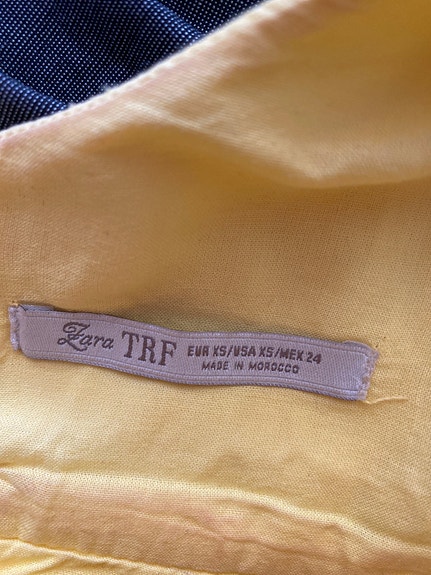 Zara TRF EUR XS/USA XS/MEX 24
MADE IN MOROCCO